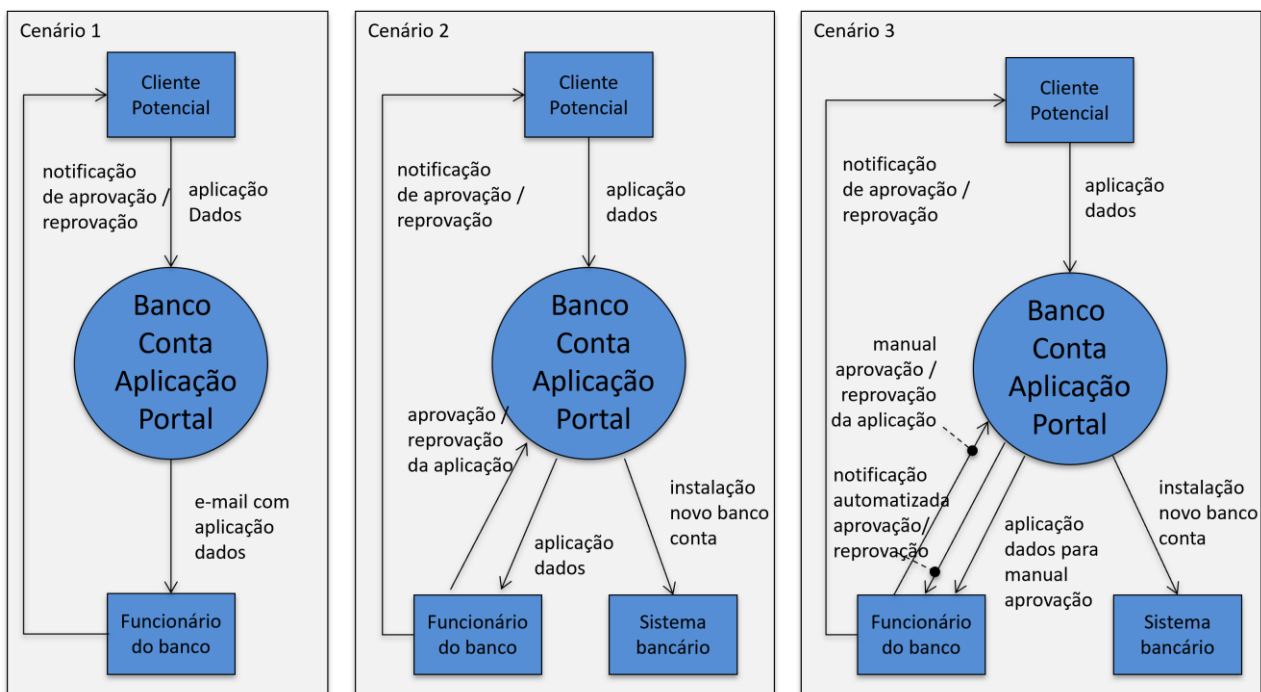 Cenário 1
Cliente
Potencial
notificação
de aprovação /
reprovação
aplicação
Dados
Banco
Conta
Aplicação
Portal
e-mail com
aplicação
dados
Funcionário
do banco
Cenário 2
Cliente
Potencial
notificação
de aprovação /
reprovação
aplicação
dados
Banco
Conta
Aplicação
Portal
aprovação /
reprovação
da aplicação
aplicação
dados
instalação
novo banco
conta
Funcionário
do banco
Sistema
bancário
Cenário 3
Cliente
Potencial
notificação
de aprovação /
reprovação
aplicação
dados
Banco
Conta
Aplicação
Portal
manual
aprovação /
reprovação
da aplicação
notificação
automatizada
aprovação/
reprovação
aplicação
dados para
manual
aprovação
instalação
novo banco
conta
Funcionário
do banco
Sistema
bancário